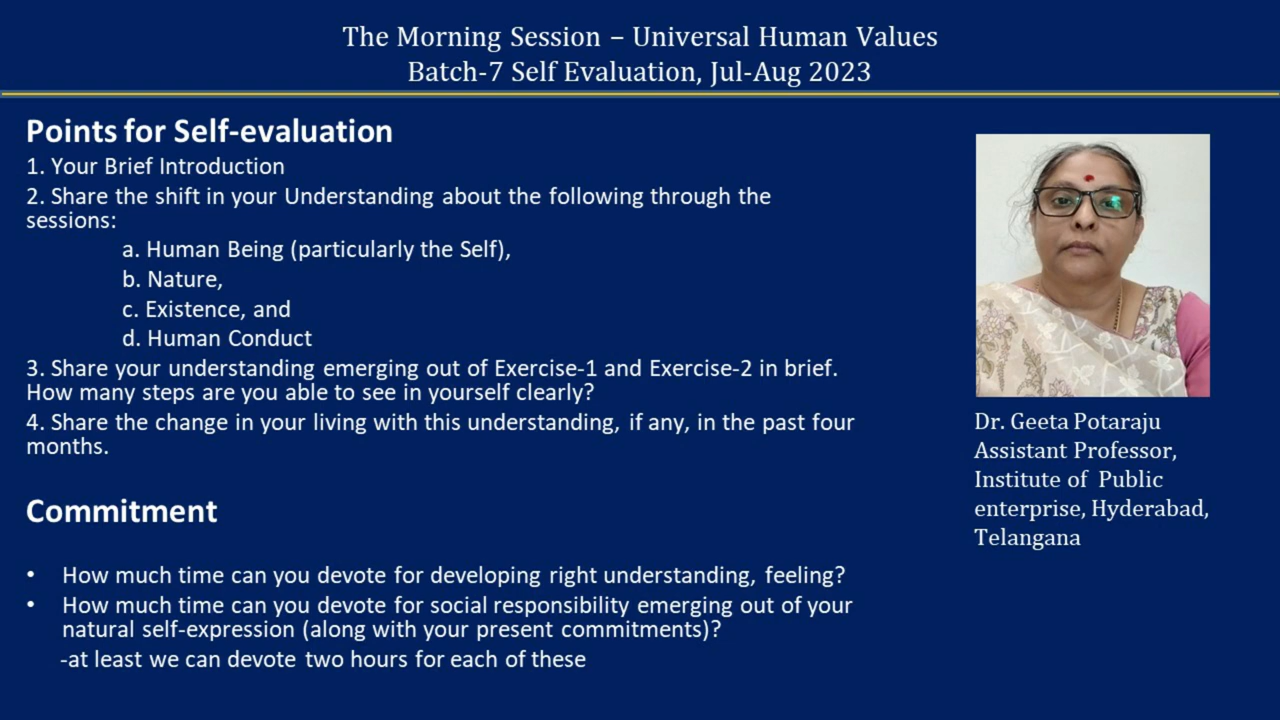 The Morning Session – Universal Human Values
Batch-7 Self Evaluation, Jul-Aug 2023
Points for Self-evaluation
1. Your Brief Introduction
2. Share the shift in your Understanding about the following through the
sessions:
a. Human Being (particularly the Self),
b. Nature,
c. Existence, and
d. Human Conduct
3. Share your understanding emerging out of Exercise-1 and Exercise-2 in brief.
How many steps are you able to see in yourself clearly?
4. Share the change in your living with this understanding, if any, in the past four
months.
Commitment
• How much time can you devote for developing right understanding, feeling?
• How much time can you devote for social responsibility emerging out of your
natural self-expression (along with your present commitments)?
-at least we can devote two hours for each of these
Dr. Geeta Potaraju
Assistant Professor,
Institute of Public
enterprise, Hyderabad,
Telangana